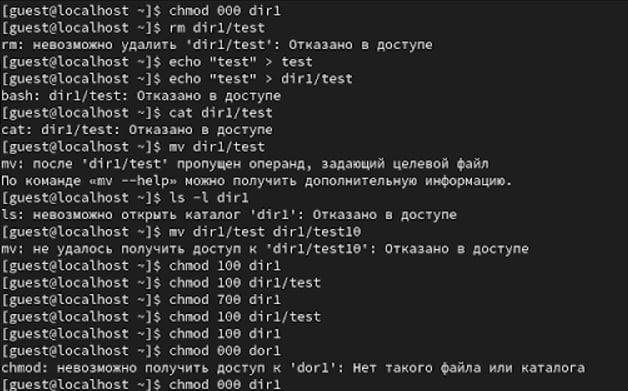 [guest@localhost ~]$ chmod 000 dir1
[guest@localhost ~]$ rm dir1/test
rm: невозможно удалить 'dir1/test': Отказано в доступе
[guest@localhost ~]$ echo "test" > test
[guest@localhost ~]$ echo "test" > dir1/test
bash: dir1/test: Отказано в доступе
[guest@localhost ~]$ cat dir1/test
cat: dir1/test: Отказано в доступе
[guest@localhost ~]$ mv dir1/test
mv: после 'dir1/test' пропущен операнд, задающий целевой файл
По команде «mv --help» можно получить дополнительную информацию.
[guest@localhost ~]$ ls -l dir1
ls: невозможно открыть каталог 'dir1': Отказано в доступе
[guest@localhost ~]$ mv dir1/test dir1/test10
mv: не удалось получить доступ к 'dir1/test10': Отказано в доступе
[guest@localhost ~]$ chmod 100 dir1
[guest@localhost ~]$ chmod 100 dir1/test
[guest@localhost ~]$ chmod 700 dir1
[guest@localhost ~]$ chmod 100 dir1/test
[guest@localhost ~]$ chmod 100 dir1
[guest@localhost ~]$ chmod 000 dor1
chmod: невозможно получить доступ к 'dor1': Нет такого файла или каталога
[guest@localhost ~]$ chmod 000 dir1